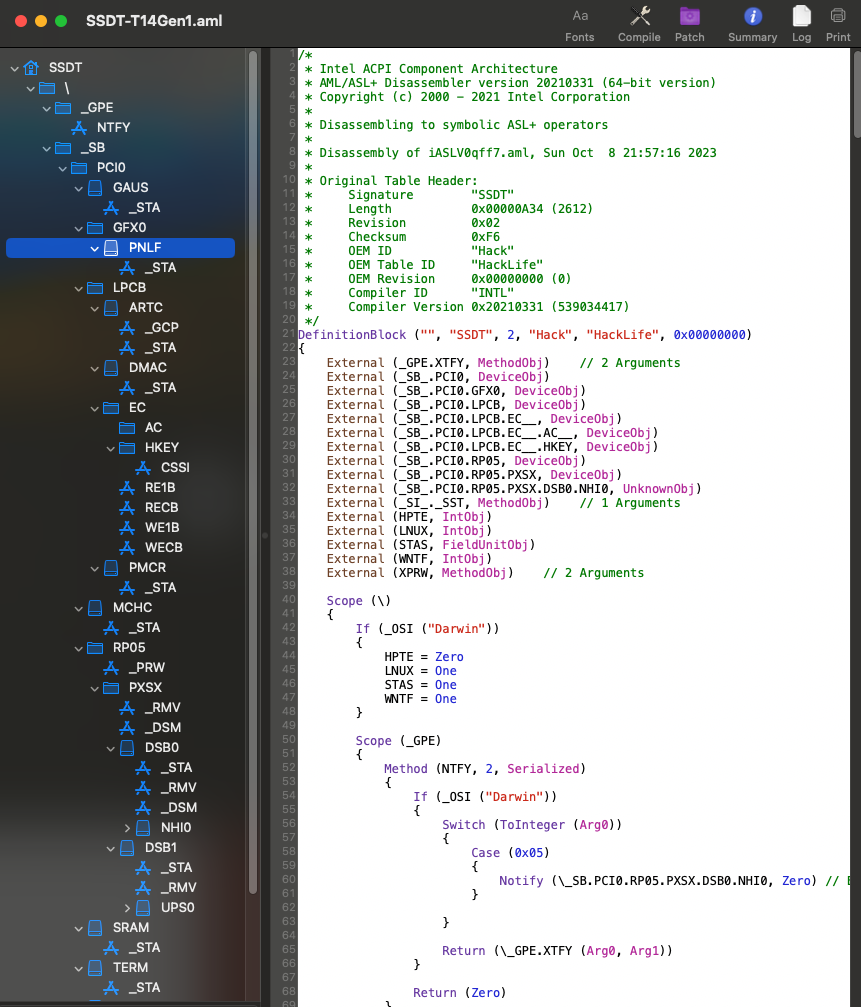 SSDT-T14Gen1.aml
Aa
Fonts
Compile
Patch
Summary
Log
Print
SSDT
\
_GPE
NTFY
_SB
PCI0
GAUS
_STA
GFX0
PNLF
_STA
LPCB
ARTC
_GCP
_STA
DMAC
_STA
EC
AC
HKEY
CSSI
RE1B
RECB
WE1B
WECB
PMCR
_STA
MCHC
_STA
RP05
_PRW
PXSX
_RMV
_DSM
DSB0
_STA
_RMV
_DSM
NHI0
DSB1
_STA
_RMV
UPS0
SRAM
_STA
TERM
_STA
1 /*
2 * Intel ACPI Component Architecture
3 * AML/ASL+ Disassembler version 20210331 (64-bit version)
4 * Copyright (c) 2000 - 2021 Intel Corporation
5 *
6 * Disassembling to symbolic ASL+ operators
7 *
8 * Disassembly of iASLV0qff7.aml, Sun Oct  8 21:57:16 2023
9 *
10 * Original Table Header:
11 *     Signature        "SSDT"
12 *     Length           0x00000A34 (2612)
13 *     Revision         0x02
14 *     Checksum         0xF6
15 *     OEM ID           "Hack"
16 *     OEM Table ID     "HackLife"
17 *     OEM Revision     0x00000000 (0)
18 *     Compiler ID      "INTL"
19 *     Compiler Version 0x20210331 (539034417)
20 */
21 DefinitionBlock ("", "SSDT", 2, "Hack", "HackLife", 0x00000000)
22 {
23     External (_GPE.XTFY, MethodObj)    // 2 Arguments
24     External (_SB_.PCI0, DeviceObj)
25     External (_SB_.PCI0.GFX0, DeviceObj)
26     External (_SB_.PCI0.LPCB, DeviceObj)
27     External (_SB_.PCI0.LPCB.EC__, DeviceObj)
28     External (_SB_.PCI0.LPCB.EC__.AC__, DeviceObj)
29     External (_SB_.PCI0.LPCB.EC__.HKEY, DeviceObj)
30     External (_SB_.PCI0.RP05, DeviceObj)
31     External (_SB_.PCI0.RP05.PXSX, DeviceObj)
32     External (_SB_.PCI0.RP05.PXSX.DSB0.NHI0, UnknownObj)
33     External (_SI_._SST, MethodObj)    // 1 Arguments
34     External (HPTE, IntObj)
35     External (LNUX, IntObj)
36     External (STAS, FieldUnitObj)
37     External (WNTF, IntObj)
38     External (XPRW, MethodObj)    // 2 Arguments
39
40     Scope (\)
41     {
42         If (_OSI ("Darwin"))
43         {
44             HPTE = Zero
45             LNUX = One
46             STAS = One
47             WNTF = One
48         }
49
50         Scope (_GPE)
51         {
52             Method (NTFY, 2, Serialized)
53             {
54                 If (_OSI ("Darwin"))
55                 {
56                     Switch (ToInteger (Arg0))
57                     {
58                         Case (0x05)
59                         {
60                             Notify (\_SB.PCI0.RP05.PXSX.DSB0.NHI0, Zero) //
61                         }
62
63                     }
64
65                     Return (\_GPE.XTFY (Arg0, Arg1))
66                 }
67
68                 Return (Zero)
69             }